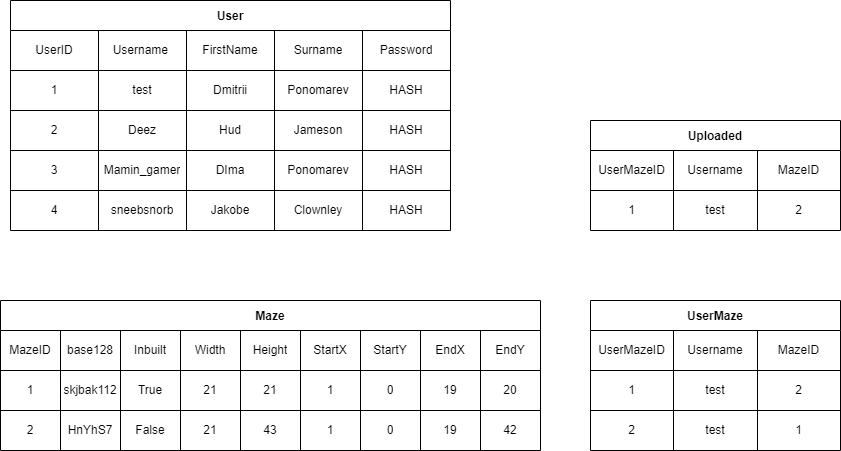 User
UserID Username FirstName Surname Password
1 test Dmitrii Ponomarev HASH
2 Deez Hud Jameson HASH
3 Mamin_gamer DIma Ponomarev HASH
4 sneebsnorb Jakobe Clownley HASH
Uploaded
UserMazeID Username MazeID
1 test 2
Maze
MazeID base128 Inbuilt Width Height StartX StartY EndX EndY
1 skjbak112 True 21 21 1 0 19 20
2 HnYhS7 False 21 43 1 0 19 42
UserMaze
UserMazeID Username MazeID
1 test 2
2 test 1